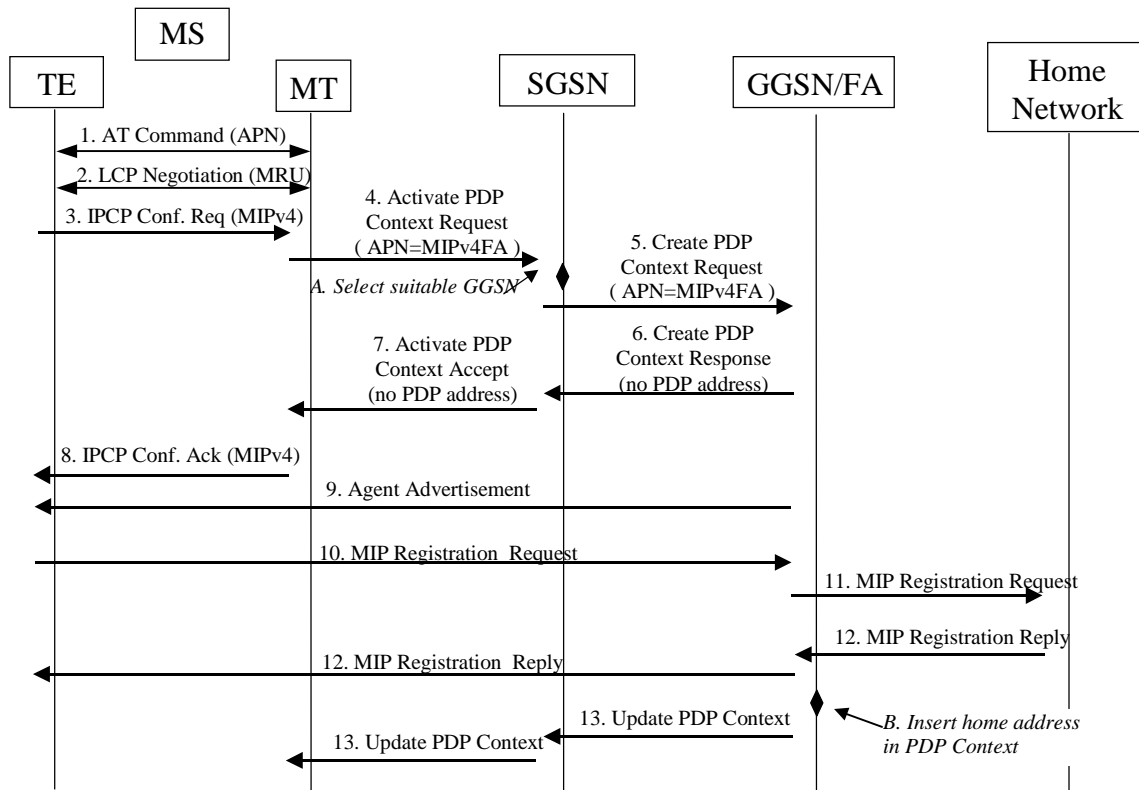 MS
TE
MT
SGSN
GGSN/FA
Home
Network
1. AT Command (APN)
2. LCP Negotiation (MRU)
3. IPCP Conf. Req (MIPv4)
4. Activate PDP
Context Request
( APN=MIPv4FA )
A. Select suitable GGSN
5. Create PDP
Context Request
( APN=MIPv4FA )
6. Create PDP
Context Response
(no PDP address)
7. Activate PDP
Context Accept
(no PDP address)
8. IPCP Conf. Ack (MIPv4)
9. Agent Advertisement
10. MIP Registration Request
11. MIP Registration Request
12. MIP Registration Reply
12. MIP Registration Reply
13. Update PDP Context
B. Insert home address
in PDP Context
13. Update PDP Context